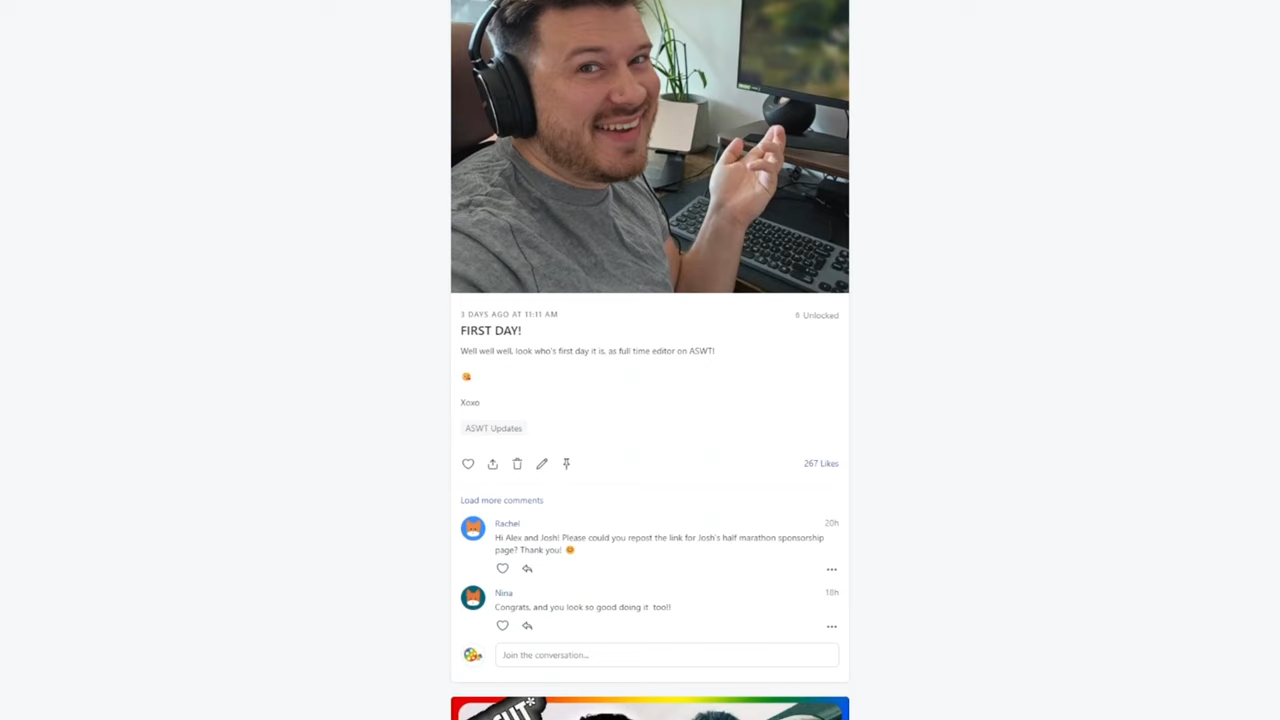 3 DAYS AGO AT 11:11 AM
Unlocked
FIRST DAY!
Well well well, look who's first day it is, as full time editor on ASWT!
Xoxo
ASWT Updates
267 Likes
Load more comments
Rachel
20h
Hi Alex and Josh! Please could you repost the link for Josh's half marathon sponsorship
page? Thank you!
Nina
18h
Congrats, and you look so good doing it too!!
Join the conversation...